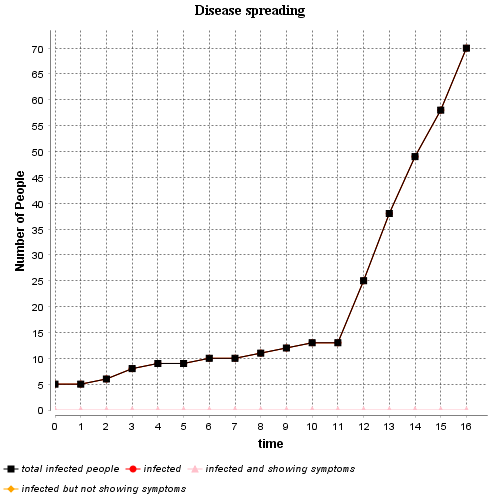 Disease spreading
Number of People
70
65
60
55
50
45
40
35
30
25
20
15
10
5
0
0 1 2 3 4 5 6 7 8 9 10 11 12 13 14 15 16
time
total infected people infected infected and showing symptoms
infected but not showing symptoms